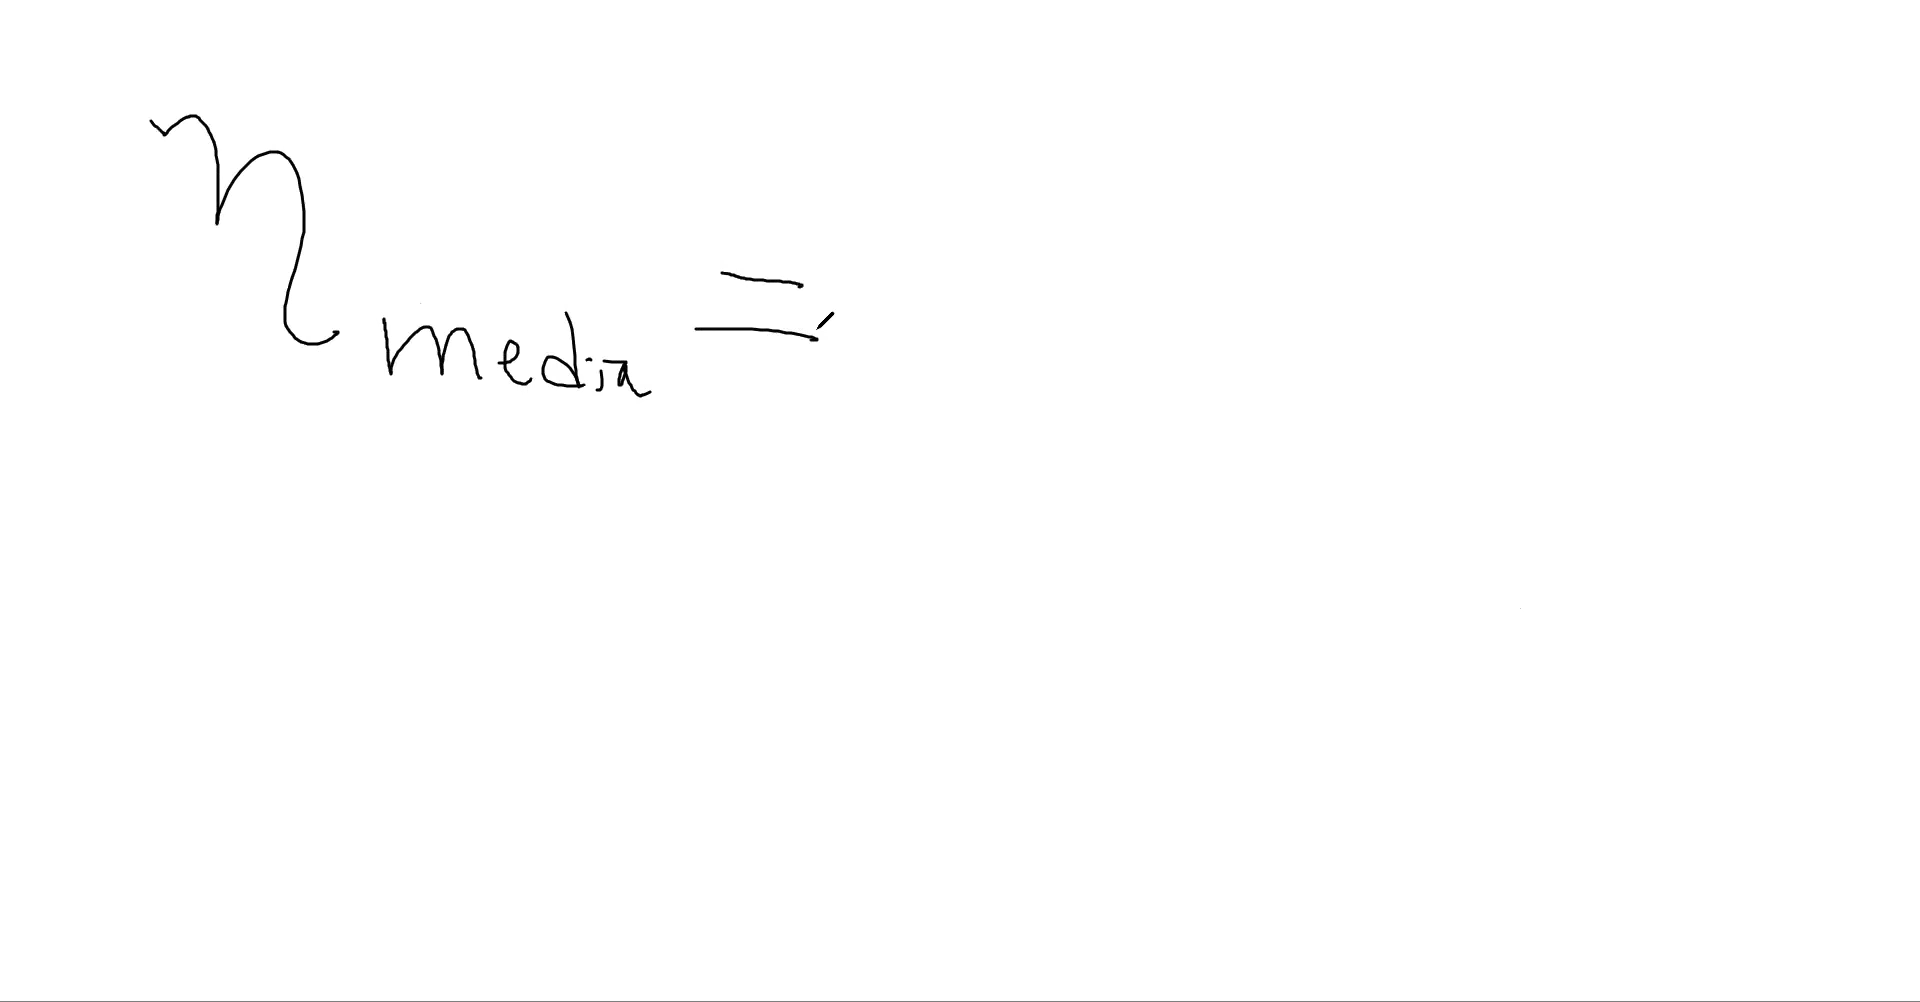 η media =